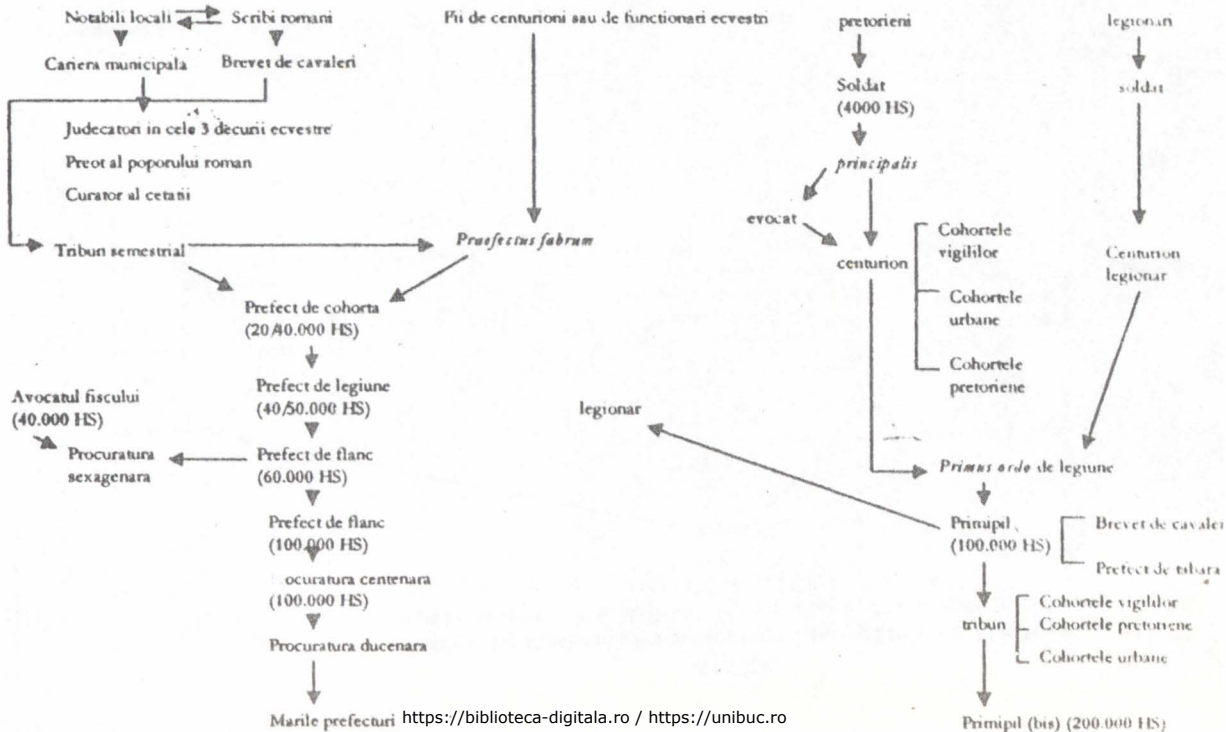 Notabili locali
Scribi romani
Fii de centurioni sau de functionari ecvestri
pretorieni
legionari
Cariera municipala
Brevet de cavaleri
Judecatori in cele 3 decurii ecvestre
Preot al poporului roman
Curator al cetatii
Soldat
(4000 HS)
soldat
principalis
evocat
centurion
Cohortele
vigililor
Cohortele
urbane
Cohortele
pretoriene
Centurion
legionar
Tribun semestrial
Praefectus fabrum
Prefect de cohorta
(20/40.000 HS)
Prefect de legiune
(40/50.000 HS)
Avocatul fiscului
(40.000 HS)
Procuratura
sexagenara
Prefect de flanc
(60.000 HS)
legionar
Primus ordo de legiune
Prefect de flanc
(100.000 HS)
Primipil
(100.000 HS)
Brevet de cavaleri
Prefect de tabara
ocuratura centenara
(100.000 HS)
tribun
Cohortele vigililor
Cohortele pretoriene
Cohortele urbane
Procuratura ducenara
Marile prefecturi
https://biblioteca-digitala.ro / https://unibuc.ro
Primipil (bis) (200.000 HS)